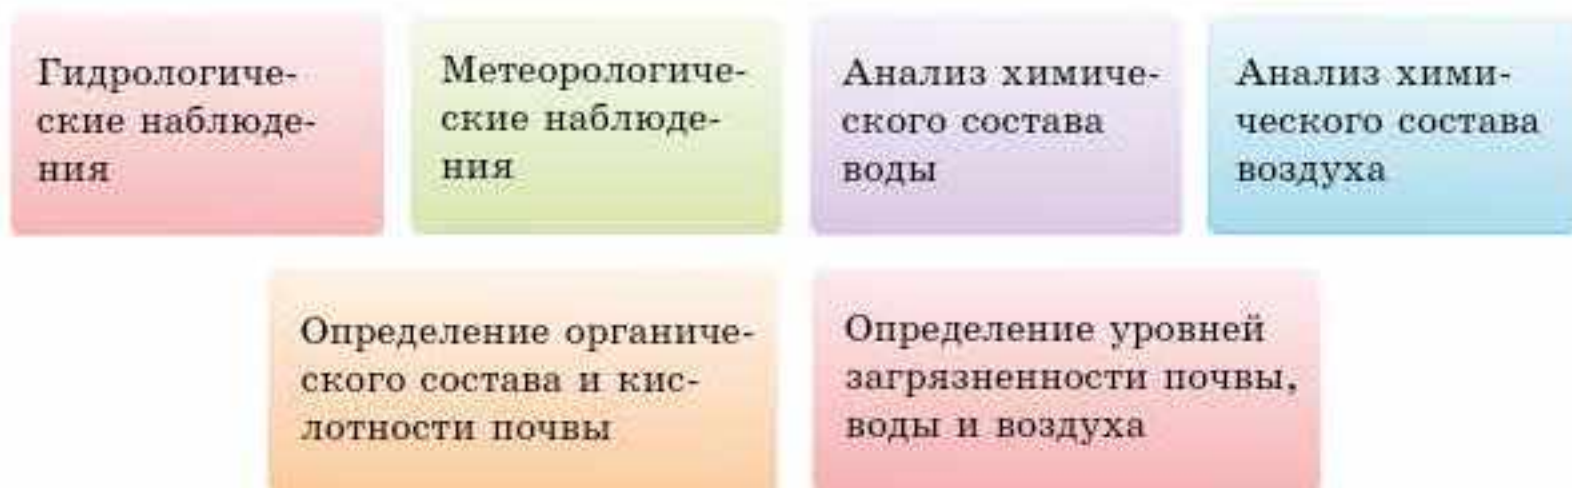 Гидрологиче-
ские наблюде-
ния
Метеорологиче-
ские наблюде-
ния
Анализ химиче-
ского состава
воды
Анализ хими-
ческого состава
воздуха
Определение органиче-
ского состава и кис-
лотности почвы
Определение уровней
загрязненности почвы,
воды и воздуха